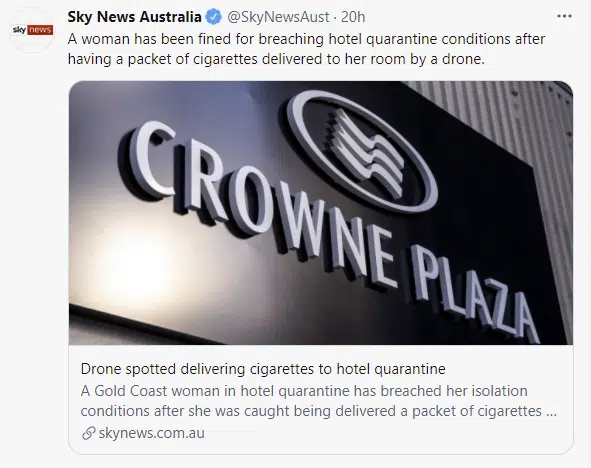 sky news
Sky News Australia @SkyNewsAust · 20h
A woman has been fined for breaching hotel quarantine conditions after
having a packet of cigarettes delivered to her room by a drone.
CROWNE PLAZA
Drone spotted delivering cigarettes to hotel quarantine
A Gold Coast woman in hotel quarantine has breached her isolation
conditions after she was caught being delivered a packet of cigarettes ...
skynews.com.au